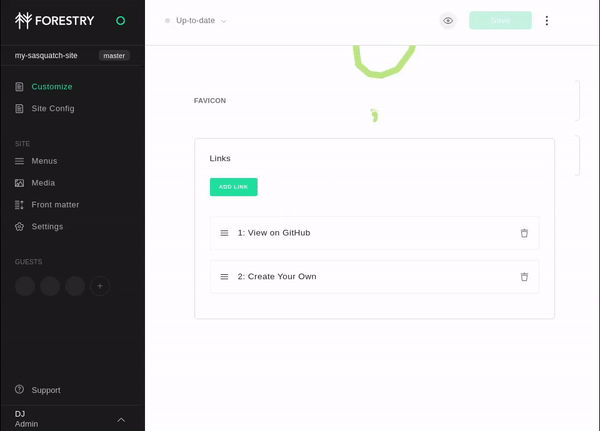 FORESTRY
my-sasquatch-site
master
Customize
Site Config
SITE
Menus
Media
Front matter
Settings
GUESTS
+
Support
DJ
Admin
Up-to-date
Save
FAVICON
Links
ADD LINK
1: View on GitHub
2: Create Your Own